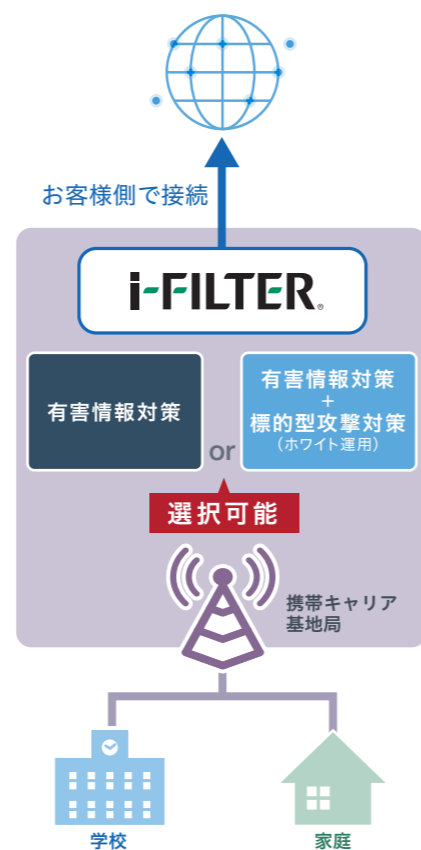 お客様側で接続
i-FILTER®
有害情報対策
or
有害情報対策
+
標的型攻撃対策
(ホワイト運用)
選択可能
携帯キャリア
基地局
学校
家庭